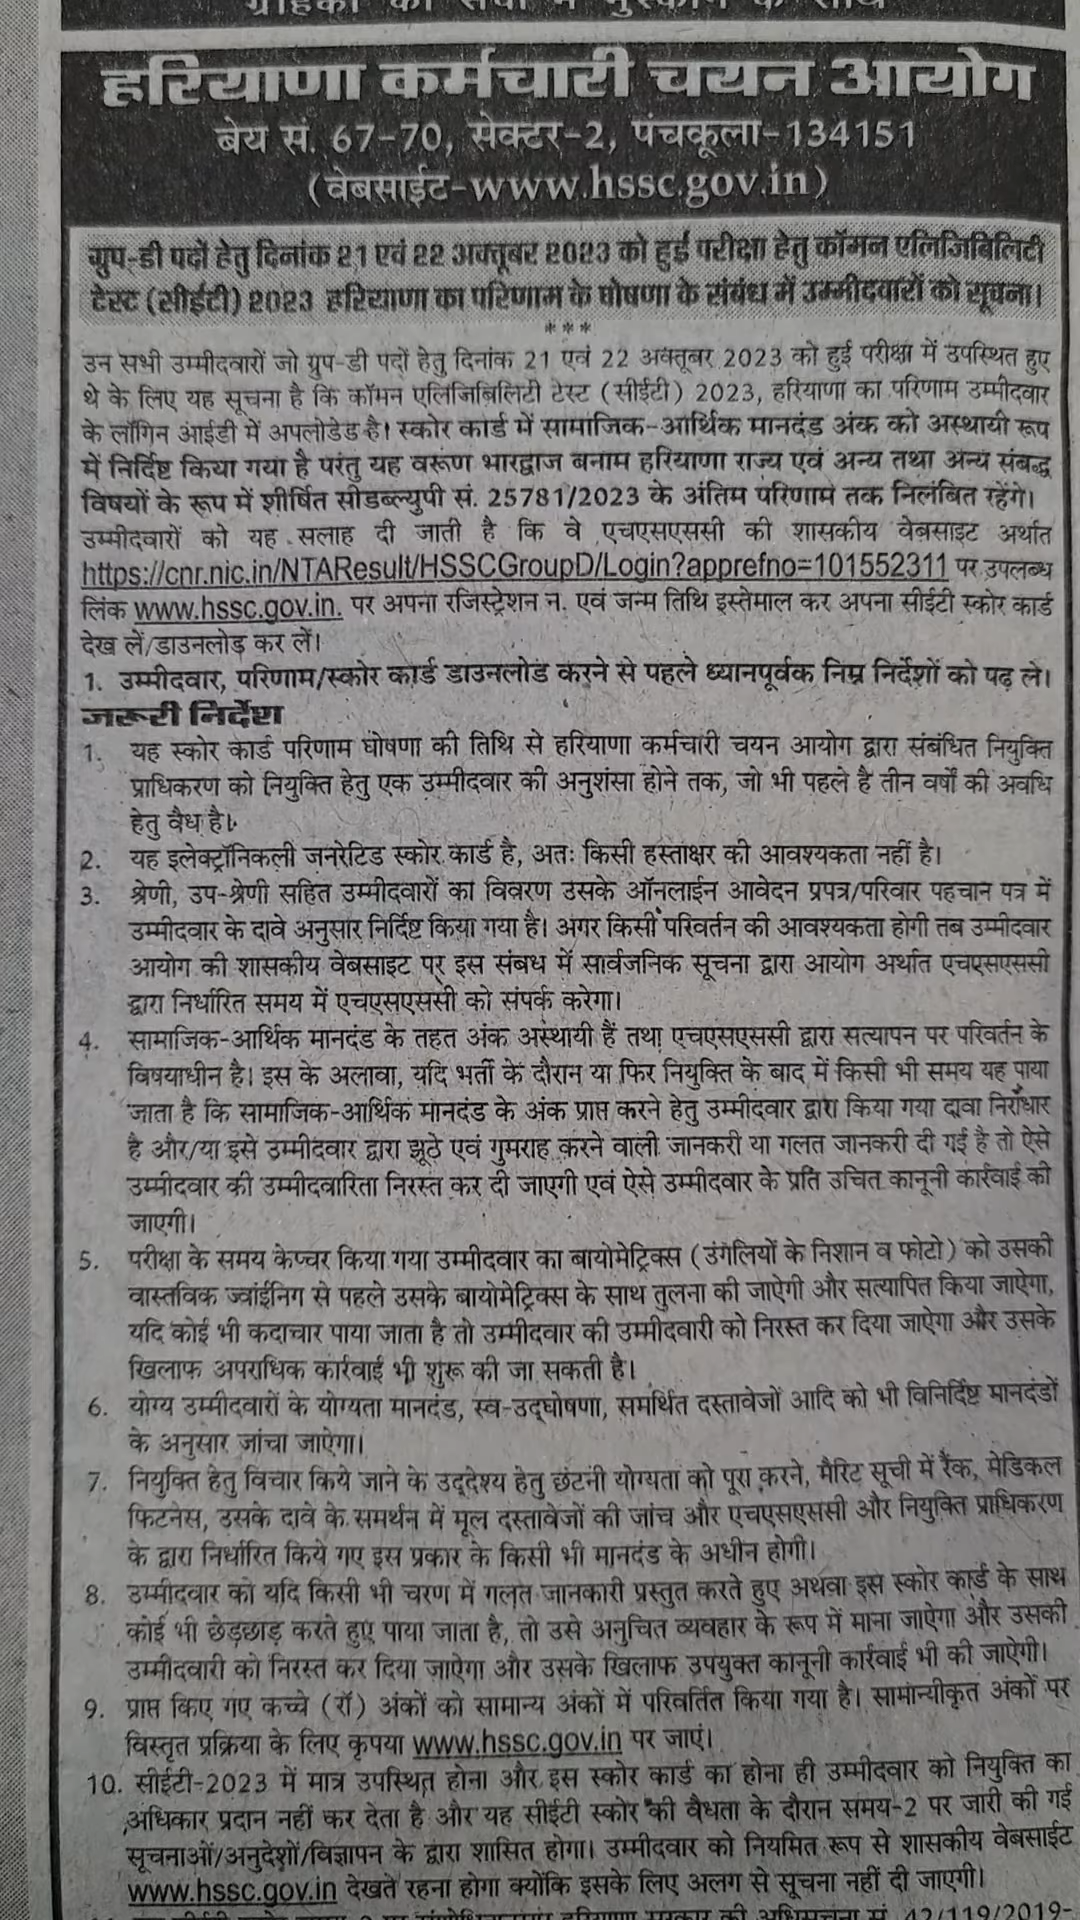 ग्राहकों की सेवा में मुस्कान के साथ
हरियाणा कर्मचारी चयन आयोग
बेय सं. 67-70, सेक्टर-2, पंचकूला-134151
(वेबसाईट-www.hssc.gov.in)
ग्रुप-डी पदों हेतु दिनांक 21 एवं 22 अक्तूबर 2023 को हुई परीक्षा हेतु कॉमन एलिजिबिलिटी
टेस्ट (सीईटी) 2023 हरियाणा का परिणाम के घोषणा के संबंध में उम्मीदवारों को सूचना।
***
उन सभी उम्मीदवारों जो ग्रुप-डी पदों हेतु दिनांक 21 एवं 22 अक्तूबर 2023 को हुई परीक्षा में उपस्थित हुए
थे के लिए यह सूचना है कि कॉमन एलिजिबिलिटी टेस्ट (सीईटी) 2023, हरियाणा का परिणाम उम्मीदवार
के लॉगिन आईडी में अपलोडेड है। स्कोर कार्ड में सामाजिक-आर्थिक मानदंड अंक को अस्थायी रूप
में निर्दिष्ट किया गया है परंतु यह वरूण भारद्वाज बनाम हरियाणा राज्य एवं अन्य तथा अन्य संबद्ध
विषयों के रूप में शीर्षित सीडब्ल्युपी सं. 25781/2023 के अंतिम परिणाम तक निलंबित रहेंगे।
उम्मीदवारों को यह सलाह दी जाती है कि वे एचएसएससी की शासकीय वेबसाइट अर्थात
https://cnr.nic.in/NTAResult/HSSCGroupD/Login?apprefno=101552311 पर उपलब्ध
लिंक www.hssc.gov.in. पर अपना रजिस्ट्रेशन न. एवं जन्म तिथि इस्तेमाल कर अपना सीईटी स्कोर कार्ड
देख लें/डाउनलोड़ कर लें।
1. उम्मीदवार, परिणाम/स्कोर कार्ड डाउनलोड करने से पहले ध्यानपूर्वक निम्न निर्देशों को पढ़ ले।
जरूरी निर्देश
1. यह स्कोर कार्ड परिणाम घोषणा की तिथि से हरियाणा कर्मचारी चयन आयोग द्वारा संबंधित नियुक्ति
प्राधिकरण को नियुक्ति हेतु एक उम्मीदवार की अनुशंसा होने तक, जो भी पहले है तीन वर्षों की अवधि
हेतु वैध है।
2. यह इलेक्ट्रॉनिकली जनरेटिड स्कोर कार्ड है, अतः किसी हस्ताक्षर की आवश्यकता नहीं है।
3. श्रेणी, उप-श्रेणी सहित उम्मीदवारों का विवरण उसके ऑनलाईन आवेदन प्रपत्र/परिवार पहचान पत्र में
उम्मीदवार के दावे अनुसार निर्दिष्ट किया गया है। अगर किसी परिवर्तन की आवश्यकता होगी तब उम्मीदवार
आयोग की शासकीय वेबसाइट पर इस संबध में सार्वजनिक सूचना द्वारा आयोग अर्थात एचएसएससी
द्वारा निर्धारित समय में एचएसएससी को संपर्क करेगा।
4. सामाजिक-आर्थिक मानदंड के तहत अंक अस्थायी हैं तथा एचएसएससी द्वारा सत्यापन पर परिवर्तन के
विषयाधीन है। इस के अलावा, यदि भर्ती के दौरान या फिर नियुक्ति के बाद में किसी भी समय यह पाया
जाता है कि सामाजिक-आर्थिक मानदंड के अंक प्राप्त करने हेतु उम्मीदवार द्वारा किया गया दावा निराधार
है और/या इसे उम्मीदवार द्वारा झूठे एवं गुमराह करने वाली जानकरी या गलत जानकरी दी गई है तो ऐसे
उम्मीदवार की उम्मीदवारिता निरस्त कर दी जाएगी एवं ऐसे उम्मीदवार के प्रति उचित कानूनी कार्रवाई की
जाएगी।
5. परीक्षा के समय केप्चर किया गया उम्मीदवार का बायोमेट्रिक्स (उंगलियों के निशान व फोटो) को उसकी
वास्तविक ज्वांईनिग से पहले उसके बायोमेट्रिक्स के साथ तुलना की जाऐगी और सत्यापित किया जाऐगा,
यदि कोई भी कदाचार पाया जाता है तो उम्मीदवार की उम्मीदवारी को निरस्त कर दिया जाऐगा और उसके
खिलाफ अपराधिक कार्रवाई भी शुरू की जा सकती है।
6. योग्य उम्मीदवारों के योग्यता मानदंड, स्व-उद्घोषणा, समर्थित दस्तावेजों आदि को भी विनिर्दिष्ट मानदंडों
के अनुसार जांचा जाऐगा।
7. नियुक्ति हेतु विचार किये जाने के उद्देश्य हेतु छंटनी योग्यता को पूरा करने, मैरिट सूची में रैंक, मेडिकल
फिटनेस, उसके दावे के समर्थन में मूल दस्तावेजों की जांच और एचएसएससी और नियुक्ति प्राधिकरण
के द्वारा निर्धारित किये गए इस प्रकार के किसी भी मानदंड के अधीन होगी।
8. उम्मीदवार को यदि किसी भी चरण में गलत जानकारी प्रस्तुत करते हुए अथवा इस स्कोर कार्ड के साथ
कोई भी छेड़छाड़ करते हुए पाया जाता है, तो उसे अनुचित व्यवहार के रूप में माना जाऐगा और उसकी
उम्मीदवारी को निरस्त कर दिया जाऐगा और उसके खिलाफ उपयुक्त कानूनी कार्रवाई भी की जाऐगी।
9. प्राप्त किए गए कच्चे (रॉ) अंकों को सामान्य अंकों में परिवर्तित किया गया है। सामान्यीकृत अंकों पर
विस्तृत प्रक्रिया के लिए कृपया www.hssc.gov.in पर जाएं।
10. सीईटी-2023 में मात्र उपस्थित होना और इस स्कोर कार्ड का होना ही उम्मीदवार को नियुक्ति का
अधिकार प्रदान नहीं कर देता है और यह सीईटी स्कोर की वैधता के दौरान समय-2 पर जारी की गई
सूचनाओं/अनुदेशों/विज्ञापन के द्वारा शासित होगा। उम्मीदवार को नियमित रूप से शासकीय वेबसाईट
www.hssc.gov.in देखते रहना होगा क्योंकि इसके लिए अलग से सूचना नहीं दी जाएगी।
हरियाणा सरकार की अधिसूचना सं. 42/119/2019-